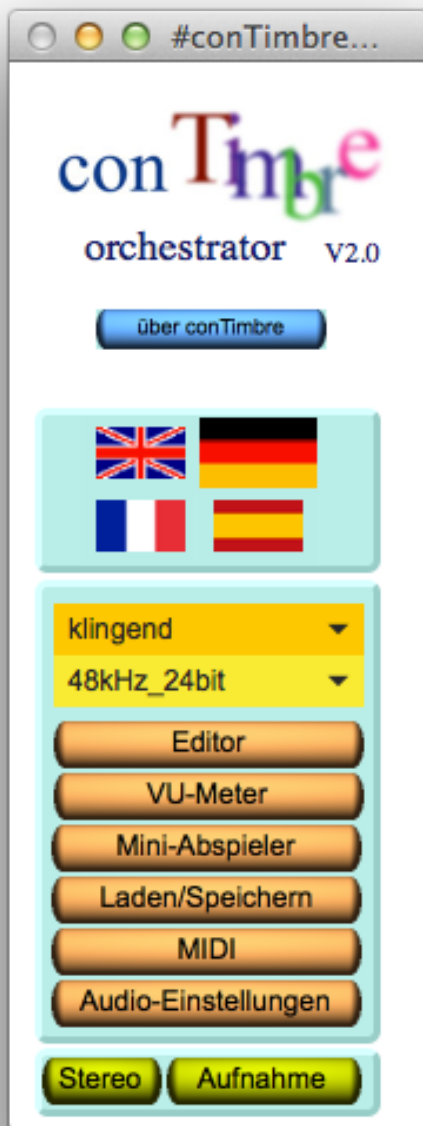 #conTimbre...
conTimbre
orchestrator V2.0
über conTimbre
klingend
48kHz_24bit
Editor
VU-Meter
Mini-Abspieler
Laden/Speichern
MIDI
Audio-Einstellungen
Stereo Aufnahme